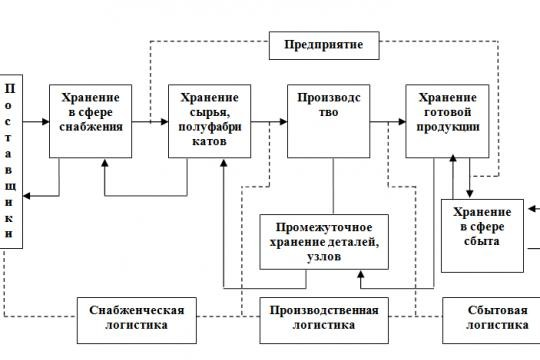 Предприятие
П
о
с
т
а
в
щ
и
к
и
Хранение
в сфере
снабжения
Хранение
сырья,
полуфабри
катов
Производс
тво
Хранение
готовой
продукции
Промежуточное
хранение деталей,
узлов
Хранение
в сфере
сбыта
Снабженческая
логистика
Производственная
логистика
Сбытовая
логистика